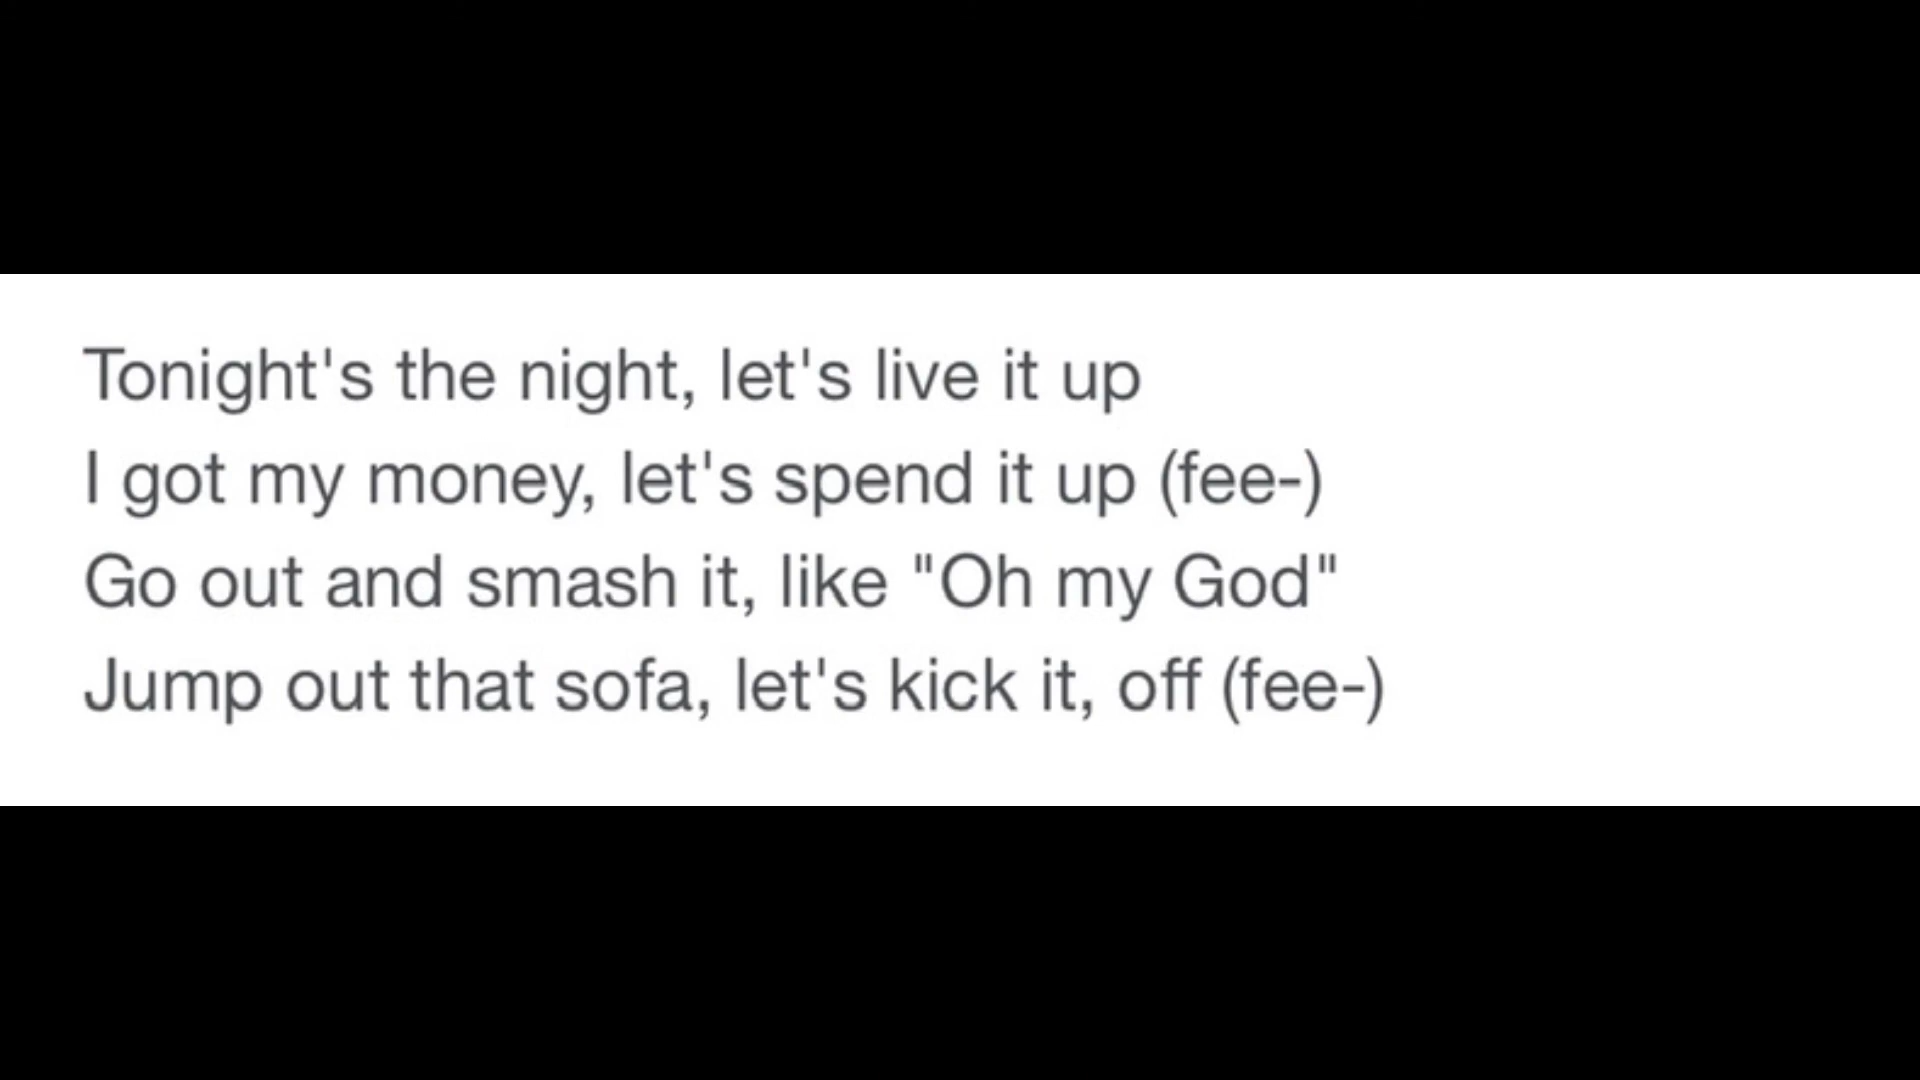 Tonight's the night, let's live it up
I got my money, let's spend it up (fee-)
Go out and smash it, like "Oh my God"
Jump out that sofa, let's kick it, off (fee-)